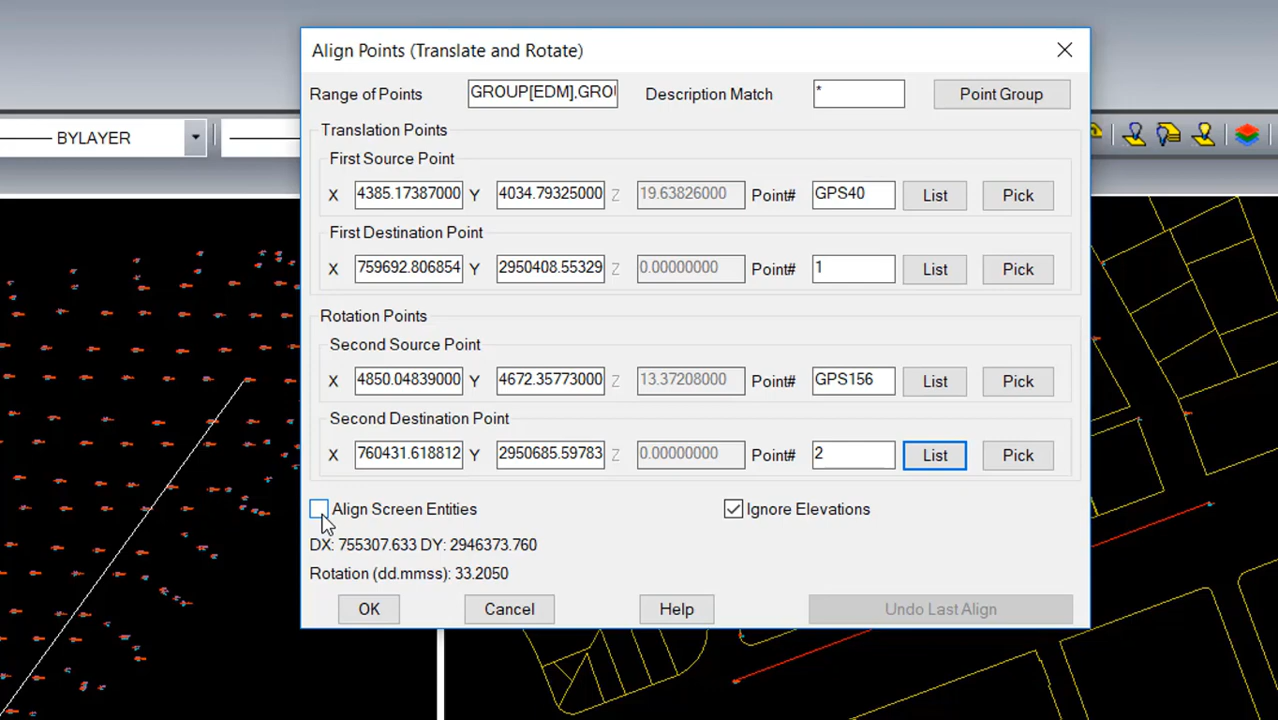 Align Points (Translate and Rotate)
Range of Points GROUP[EDM],GROU Description Match * Point Group
BYLAYER
Translation Points
First Source Point
X 4385.17387000 Y 4034.79325000 Z 19.63826000 Point# GPS40 List Pick
First Destination Point
X 759692.806854 Y 2950408.55329 Z 0.00000000 Point# 1 List Pick
Rotation Points
Second Source Point
X 4850.04839000 Y 4672.35773000 Z 13.37208000 Point# GPS156 List Pick
Second Destination Point
X 760431.618812 Y 2950685.59783 Z 0.00000000 Point# 2 List Pick
Align Screen Entities Ignore Elevations
DX: 755307.633 DY: 2946373.760
Rotation (dd.mmss): 33.2050
OK Cancel Help Undo Last Align